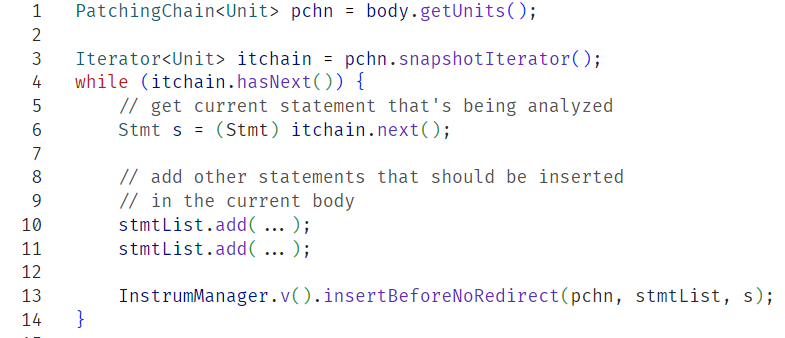 1 PatchingChain<Unit> pchn = body.getUnits();
2
3 Iterator<Unit> itchain = pchn.snapshotIterator();
4 while (itchain.hasNext()) {
5 // get current statement that's being analyzed
6 Stmt s = (Stmt) itchain.next();
7
8 // add other statements that should be inserted
9 // in the current body
10 stmtList.add( ... );
11 stmtList.add( ... );
12
13 InstrumManager.v().insertBeforeNoRedirect(pchn, stmtList, s);
14 }